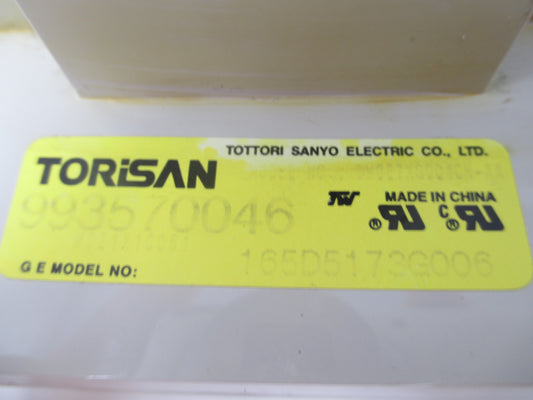 TOTTORI SANYO ELECTRIC CO., LTD.
TORiSAN
993570046
MADE IN CHINA
G E MODEL NO: 165D5173G006